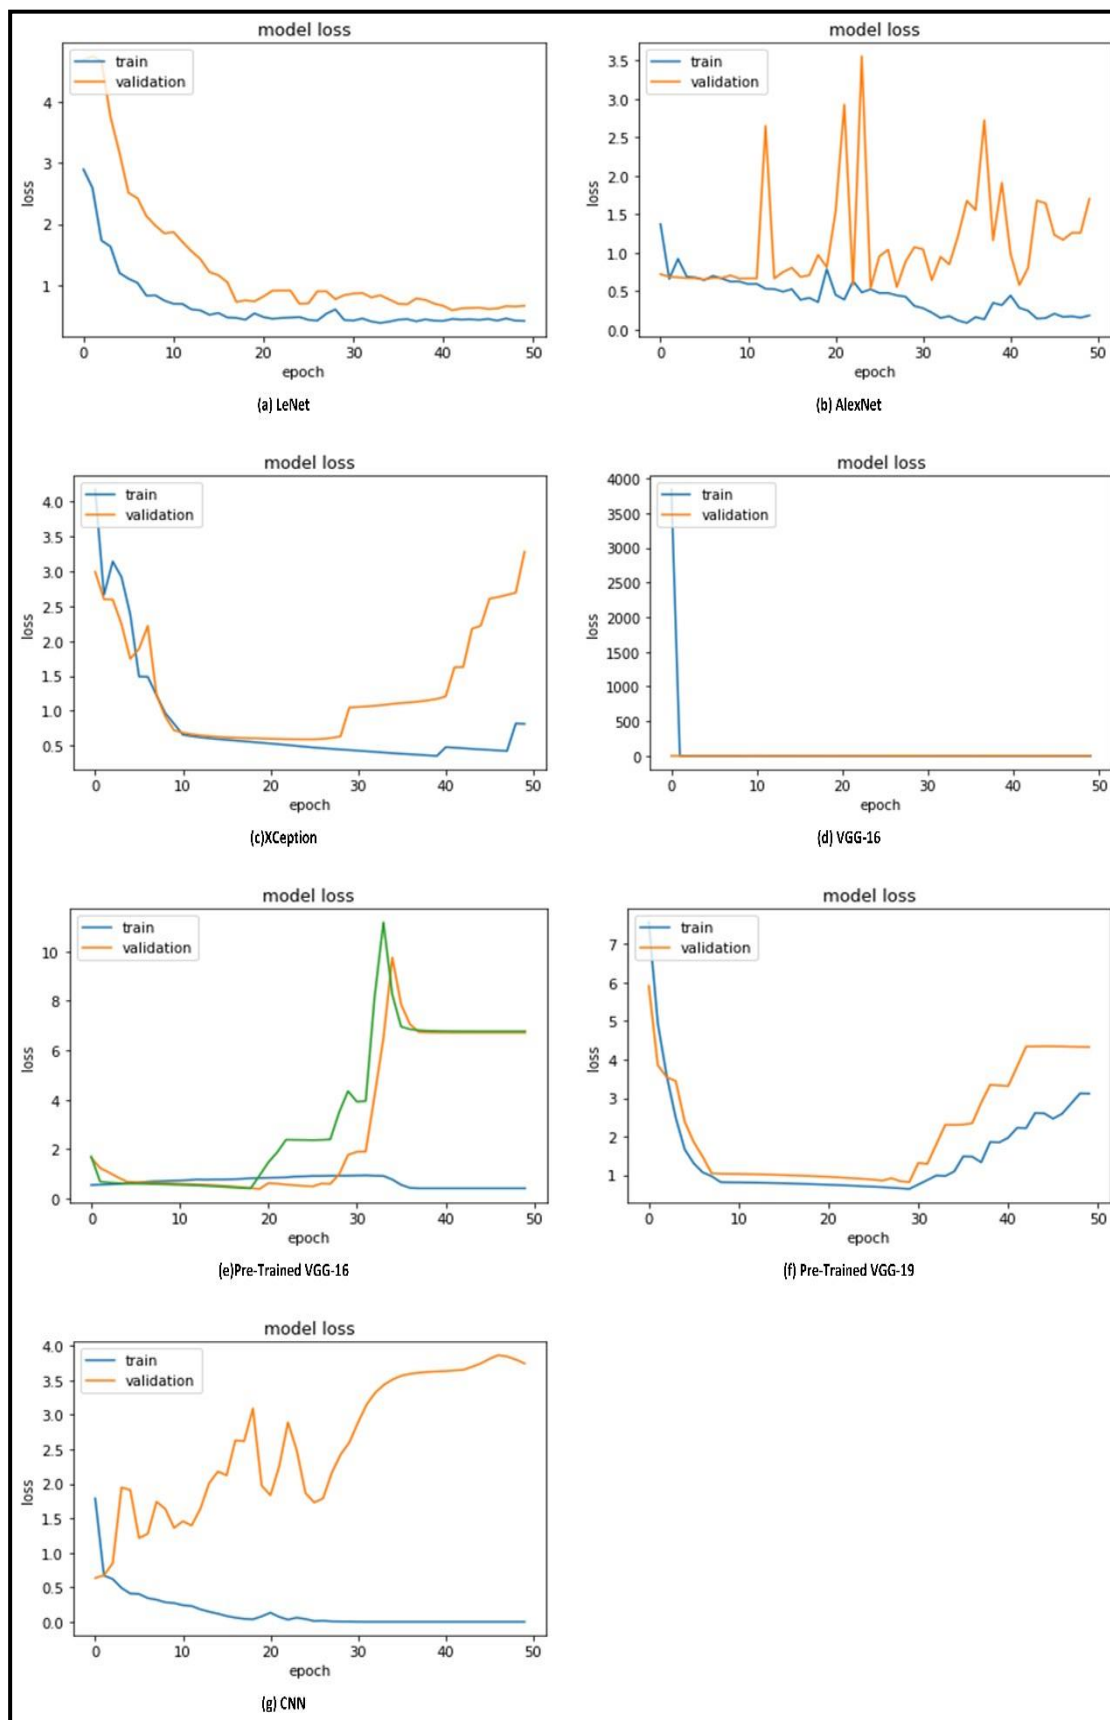 model loss
train
validation
4
3
2
1
loss
0 10 20 30 40 50
epoch
(a) LeNet
model loss
train
validation
3.5
3.0
2.5
2.0
1.5
1.0
0.5
0.0
loss
0 10 20 30 40 50
epoch
(b) AlexNet
model loss
train
validation
4.0
3.5
3.0
2.5
2.0
1.5
1.0
0.5
loss
0 10 20 30 40 50
epoch
(c)XCeption
model loss
train
validation
4000
3500
3000
2500
2000
1500
1000
500
0
loss
0 10 20 30 40 50
epoch
(d) VGG-16
model loss
train
validation
10
8
6
4
2
0
loss
0 10 20 30 40 50
epoch
(e)Pre-Trained VGG-16
model loss
train
validation
7
6
5
4
3
2
1
loss
0 10 20 30 40 50
epoch
(f) Pre-Trained VGG-19
model loss
train
validation
4.0
3.5
3.0
2.5
2.0
1.5
1.0
0.5
0.0
loss
0 10 20 30 40 50
epoch
(g) CNN